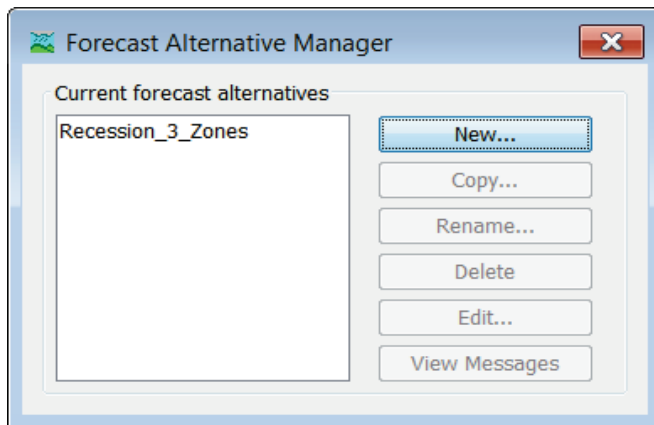 Forecast Alternative Manager
Current forecast alternatives
Recession_3_Zones
New...
Copy...
Rename...
Delete
Edit...
View Messages